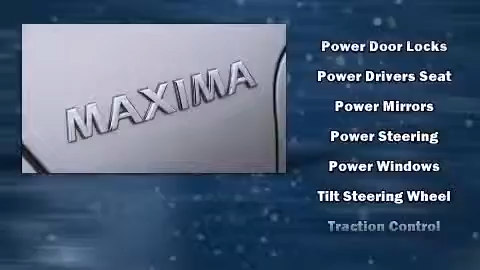 MAXIMA
Power Door Locks
Power Drivers Seat
Power Mirrors
Power Steering
Power Windows
Tilt Steering Wheel
Traction Control